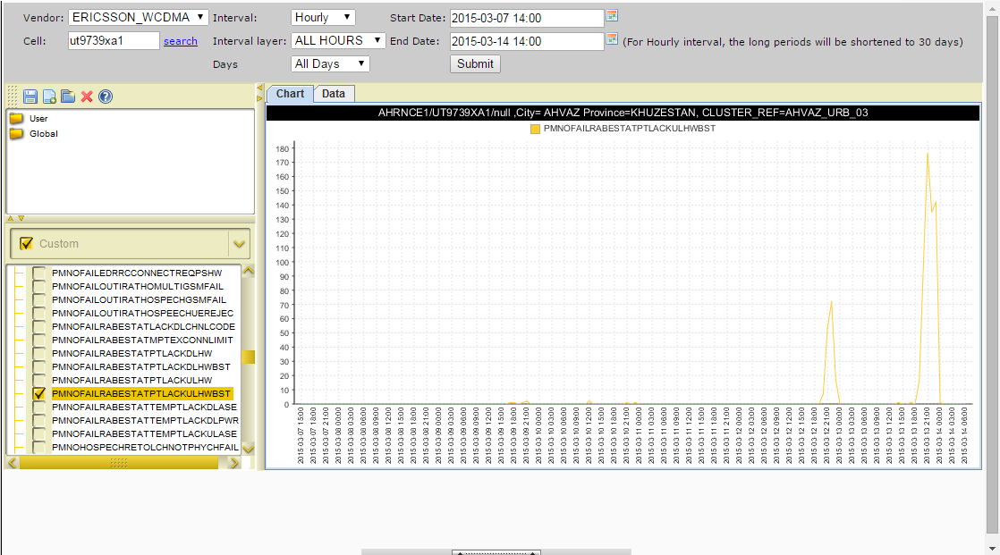 Vendor: ERICSSON_WCDMA Interval: Hourly Start Date: 2015-03-07 14:00
Cell: ut9739xa1 search Interval layer: ALL HOURS End Date: 2015-03-14 14:00 (For Hourly interval, the long periods will be shortened to 30 days)
Days All Days Submit
User
Global
Custom
PMNOFAILEDRRCCONNECTREQPSHW
PMNOFAILOUTIRATHOMULTIGSMFAIL
PMNOFAILOUTIRATHOSPECHGSMFAIL
PMNOFAILOUTIRATHOSPEECHUEREJEC
PMNOFAILRABESTATLACKDLCHNLCODE
PMNOFAILRABESTATMPTEXCONNLIMIT
PMNOFAILRABESTATPTLACKDLHW
PMNOFAILRABESTATPTLACKDLHWBST
PMNOFAILRABESTATPTLACKULHW
PMNOFAILRABESTATPTLACKULHWBST
PMNOFAILRABESTATTEMPTLACKDLASE
PMNOFAILRABESTATTEMPTLACKDLPWR
PMNOFAILRABESTATTEMPTLACKULASE
PMNOHOSPECHRETOLCHNOTPHYCHFAIL
Chart Data
AHRNCE1/UT9739XA1/null ,City= AHVAZ Province=KHUZESTAN, CLUSTER_REF=AHVAZ_URB_03
PMNOFAILRABESTATPTLACKULHWBST
180
170
160
150
140
130
120
110
100
90
80
70
60
50
40
30
20
10
0
2015 03 07 15:00
2015 03 07 18:00
2015 03 07 21:00
2015 03 08 00:00
2015 03 08 03:00
2015 03 08 06:00
2015 03 08 09:00
2015 03 08 12:00
2015 03 08 15:00
2015 03 08 18:00
2015 03 08 21:00
2015 03 09 00:00
2015 03 09 03:00
2015 03 09 06:00
2015 03 09 09:00
2015 03 09 12:00
2015 03 09 15:00
2015 03 09 18:00
2015 03 09 21:00
2015 03 10 00:00
2015 03 10 03:00
2015 03 10 06:00
2015 03 10 09:00
2015 03 10 12:00
2015 03 10 15:00
2015 03 10 18:00
2015 03 10 21:00
2015 03 11 00:00
2015 03 11 03:00
2015 03 11 06:00
2015 03 11 09:00
2015 03 11 12:00
2015 03 11 15:00
2015 03 11 18:00
2015 03 11 21:00
2015 03 12 00:00
2015 03 12 03:00
2015 03 12 06:00
2015 03 12 09:00
2015 03 12 12:00
2015 03 12 15:00
2015 03 12 18:00
2015 03 12 21:00
2015 03 13 00:00
2015 03 13 03:00
2015 03 13 06:00
2015 03 13 09:00
2015 03 13 12:00
2015 03 13 15:00
2015 03 13 18:00
2015 03 13 21:00
2015 03 14 00:00
2015 03 14 03:00
2015 03 14 06:00